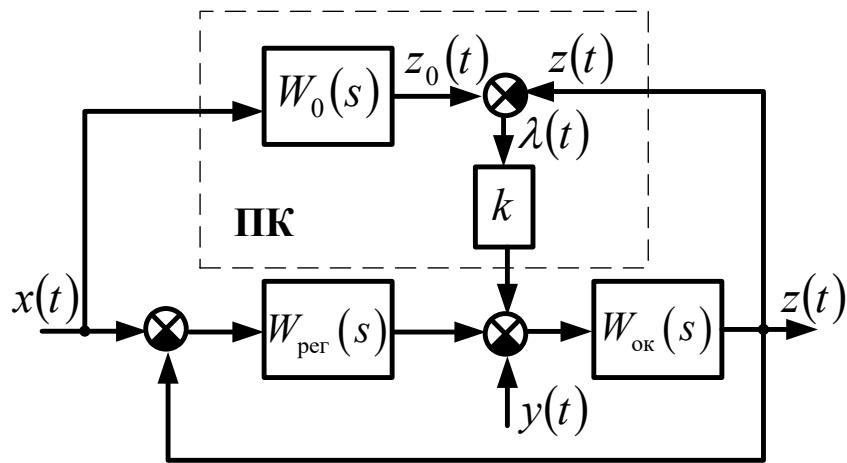 W₀(s)
z₀(t)
z(t)
λ(t)
k
ПК
x(t)
W_рег(s)
W_ок(s)
z(t)
y(t)